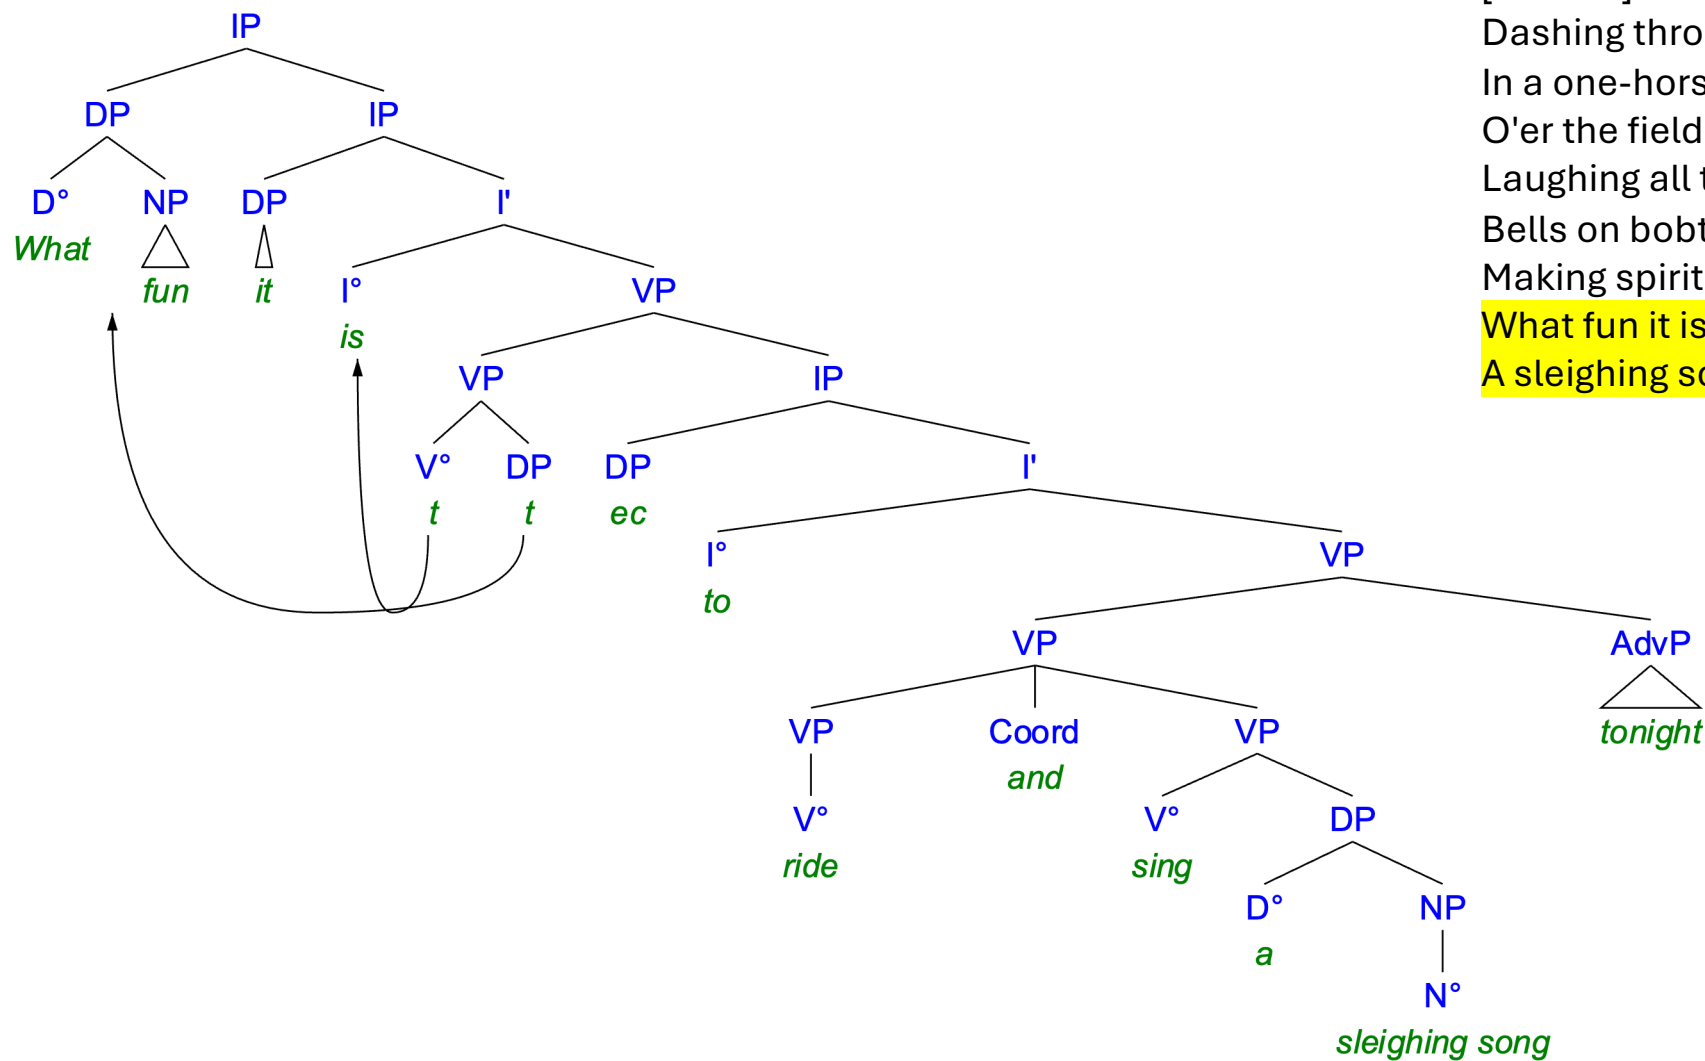 IP
DP IP
D° NP DP I'
What fun it I° VP
is
VP IP
V° DP DP I'
t t ec
I° VP
to
VP AdvP
VP Coord VP tonight
and
V° V° DP
ride sing
D° NP
a
N°
sleighing song
Dashing thro
In a one-hors
O'er the field
Laughing all t
Bells on bobt
Making spirit
What fun it is
A sleighing so